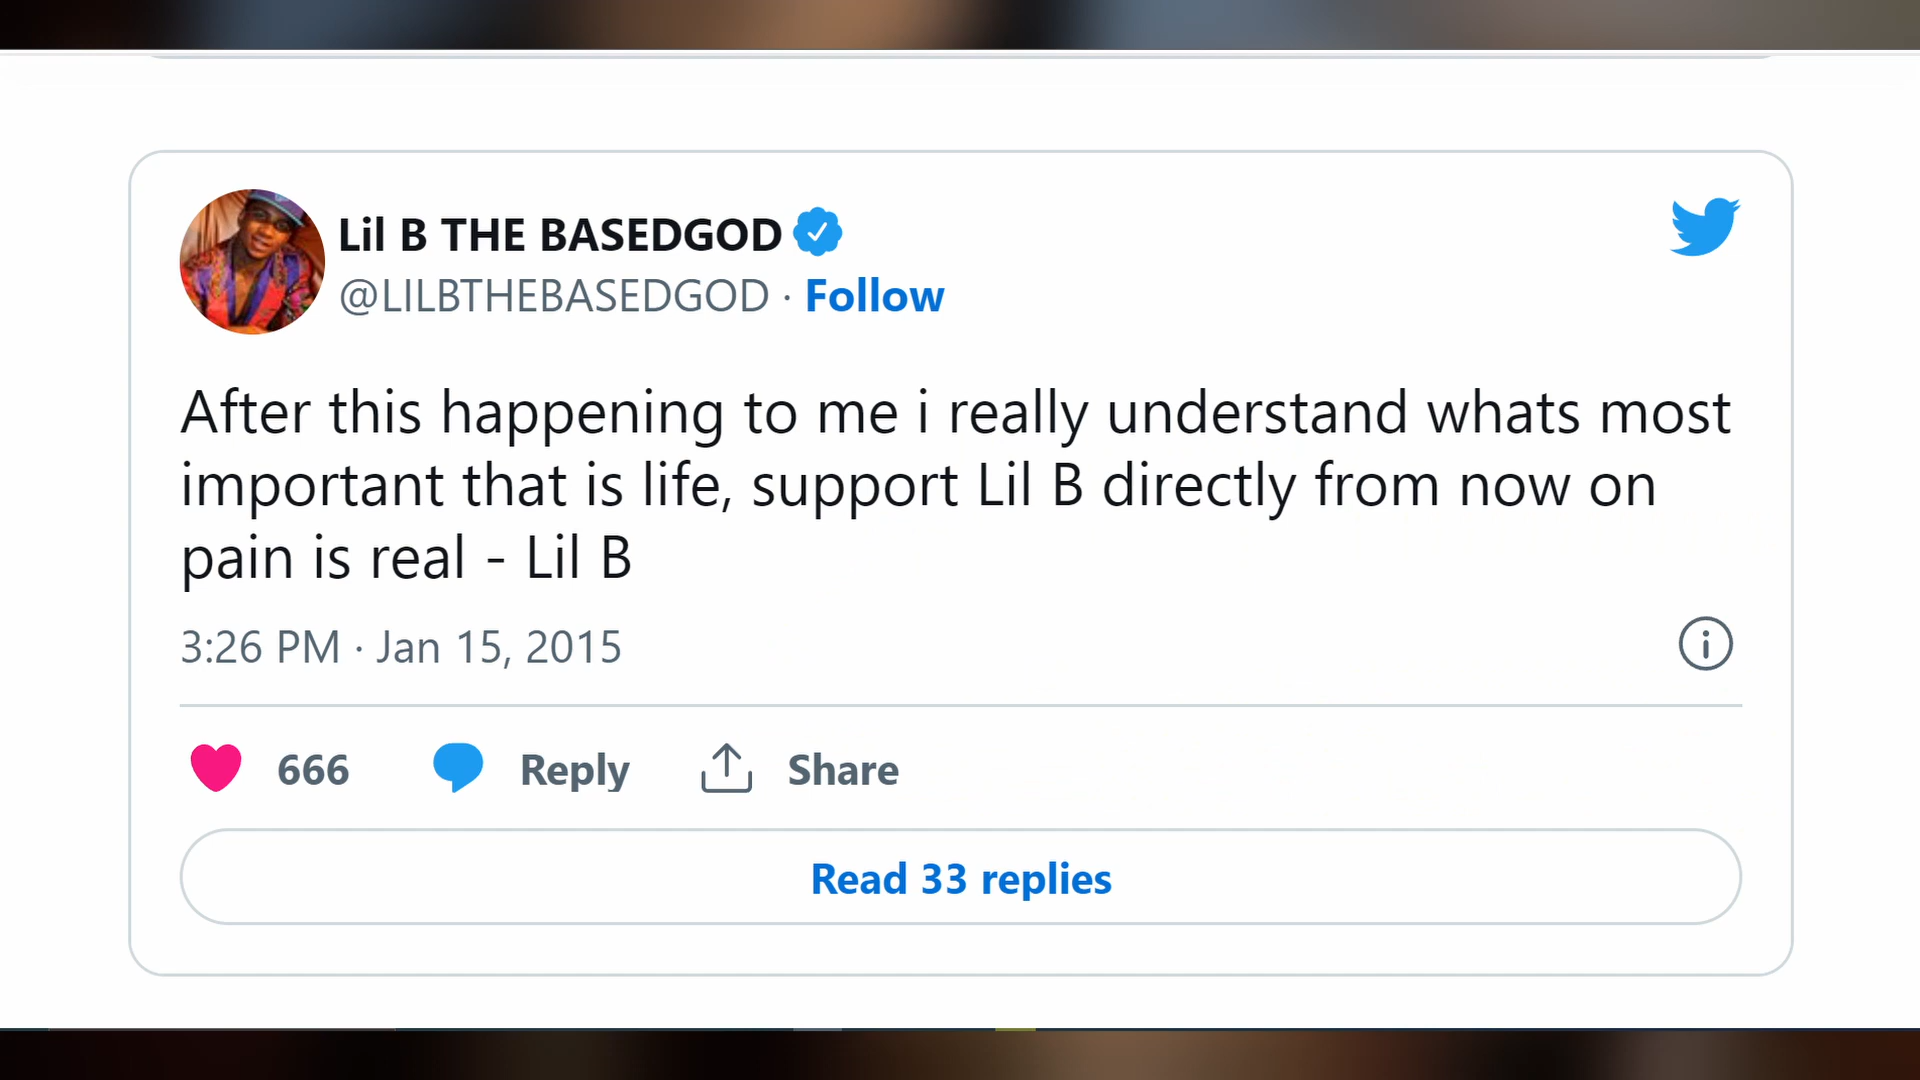 Lil B THE BASEDGOD
@LILBTHEBASEDGOD · Follow
After this happening to me i really understand whats most
important that is life, support Lil B directly from now on
pain is real - Lil B
3:26 PM · Jan 15, 2015
666 Reply Share
Read 33 replies